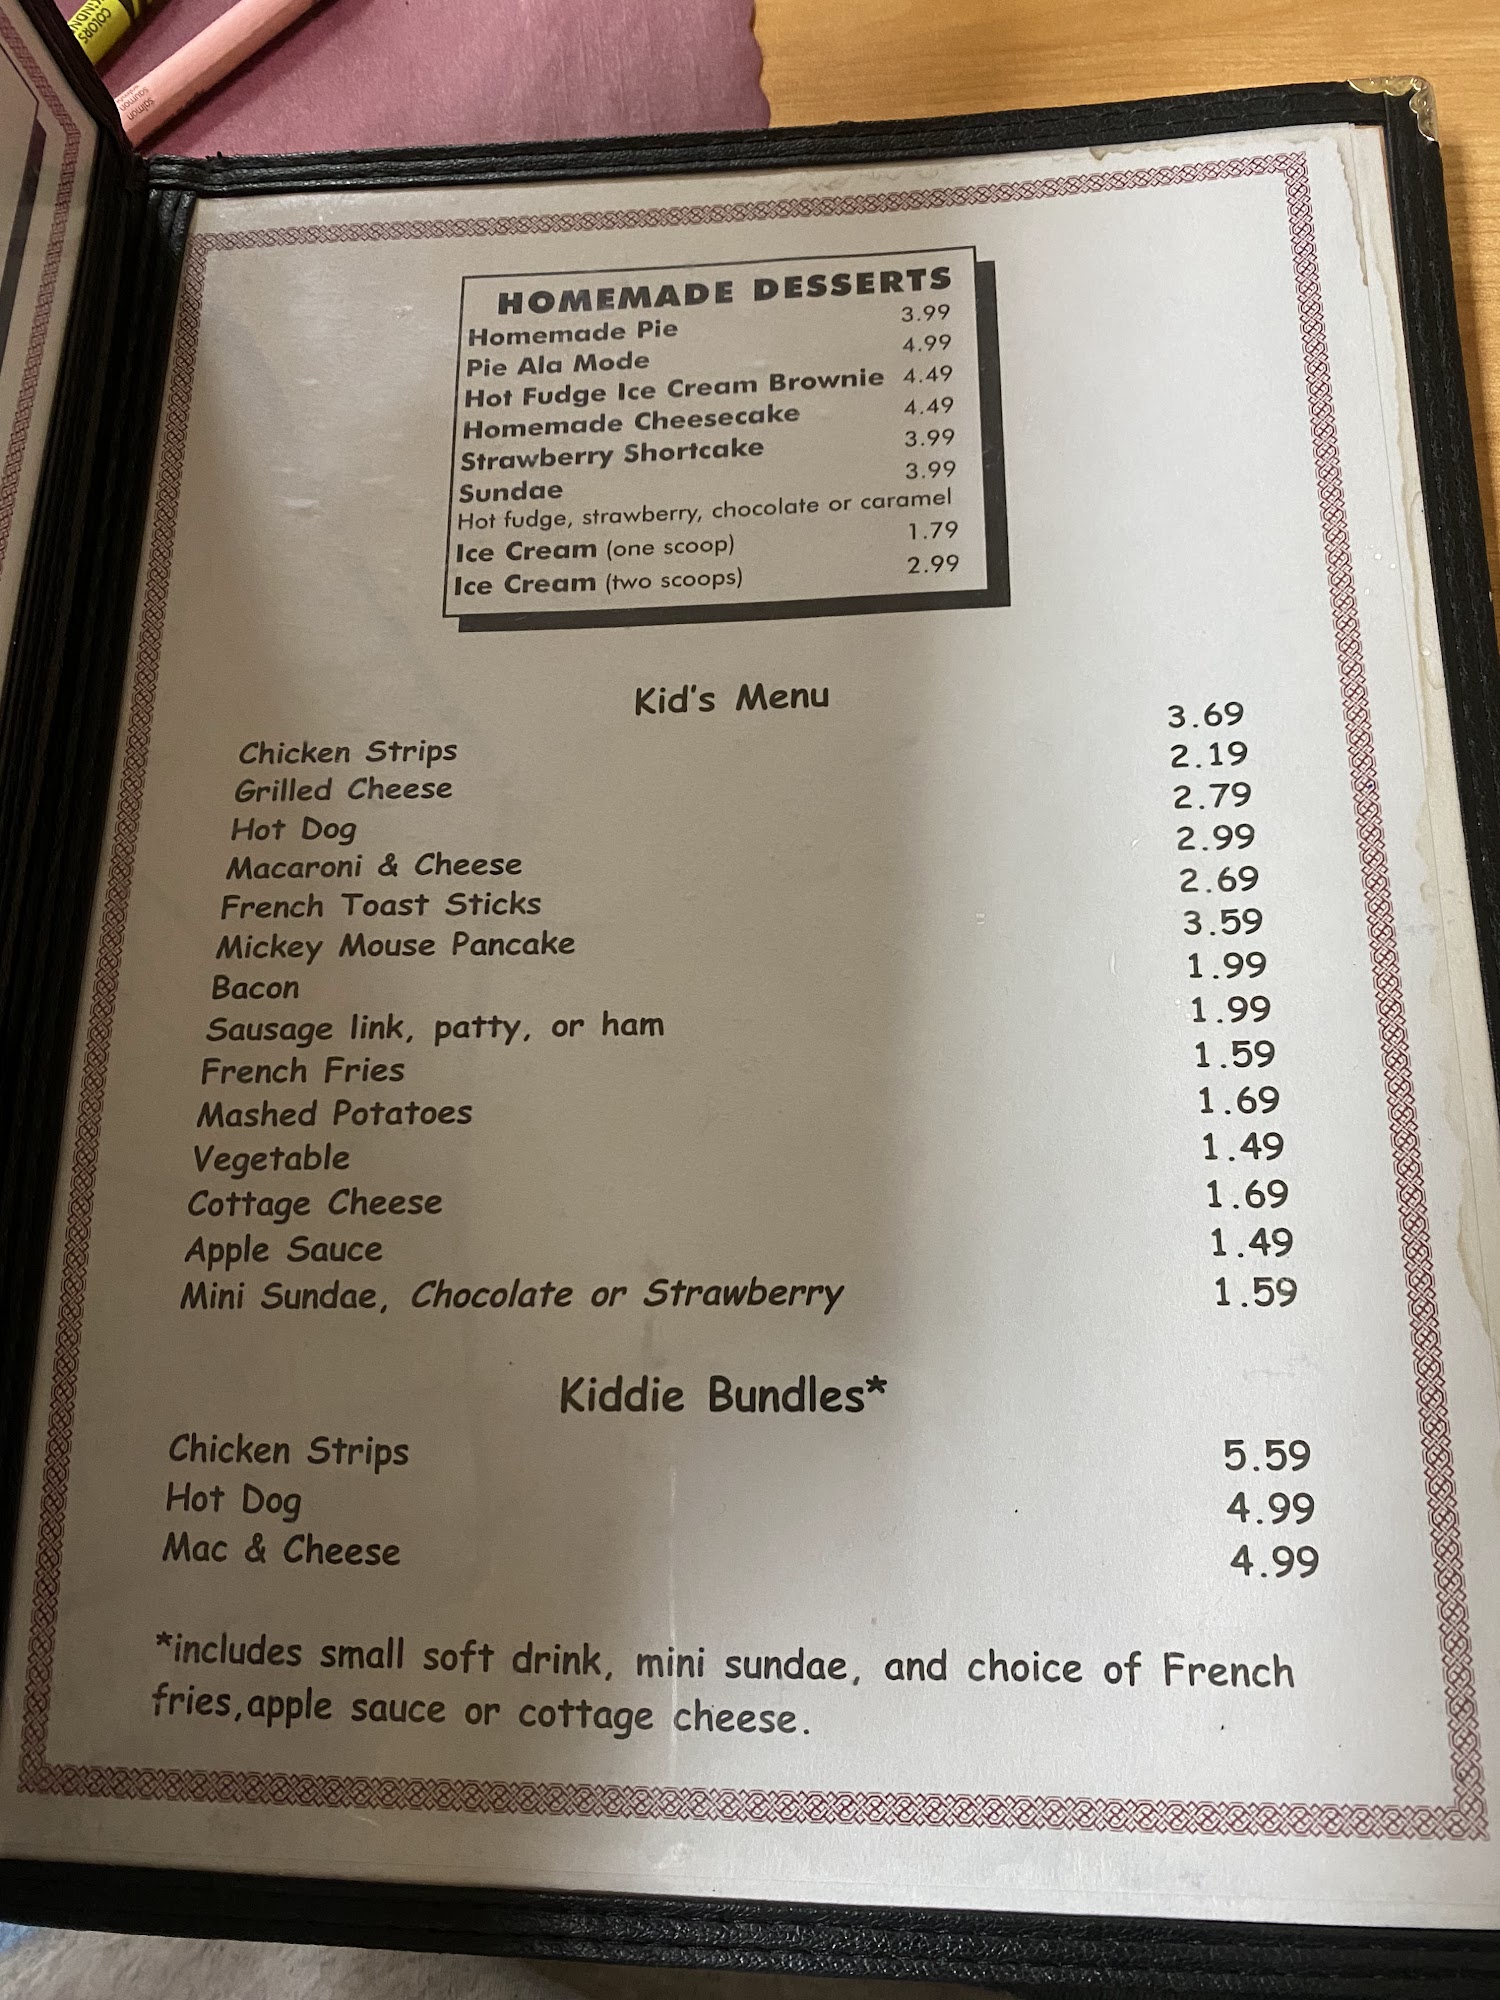 COLORS
salmon
saumon
HOMEMADE DESSERTS
Homemade Pie 3.99
Pie Ala Mode 4.99
Hot Fudge Ice Cream Brownie 4.49
Homemade Cheesecake 4.49
Strawberry Shortcake 3.99
Sundae 3.99
Hot fudge, strawberry, chocolate or caramel
Ice Cream (one scoop) 1.79
Ice Cream (two scoops) 2.99
Kid's Menu
Chicken Strips 3.69
Grilled Cheese 2.19
Hot Dog 2.79
Macaroni & Cheese 2.99
French Toast Sticks 2.69
Mickey Mouse Pancake 3.59
Bacon 1.99
Sausage link, patty, or ham 1.99
French Fries 1.59
Mashed Potatoes 1.69
Vegetable 1.49
Cottage Cheese 1.69
Apple Sauce 1.49
Mini Sundae, Chocolate or Strawberry 1.59
Kiddie Bundles*
Chicken Strips 5.59
Hot Dog 4.99
Mac & Cheese 4.99
*includes small soft drink, mini sundae, and choice of French
fries,apple sauce or cottage cheese.